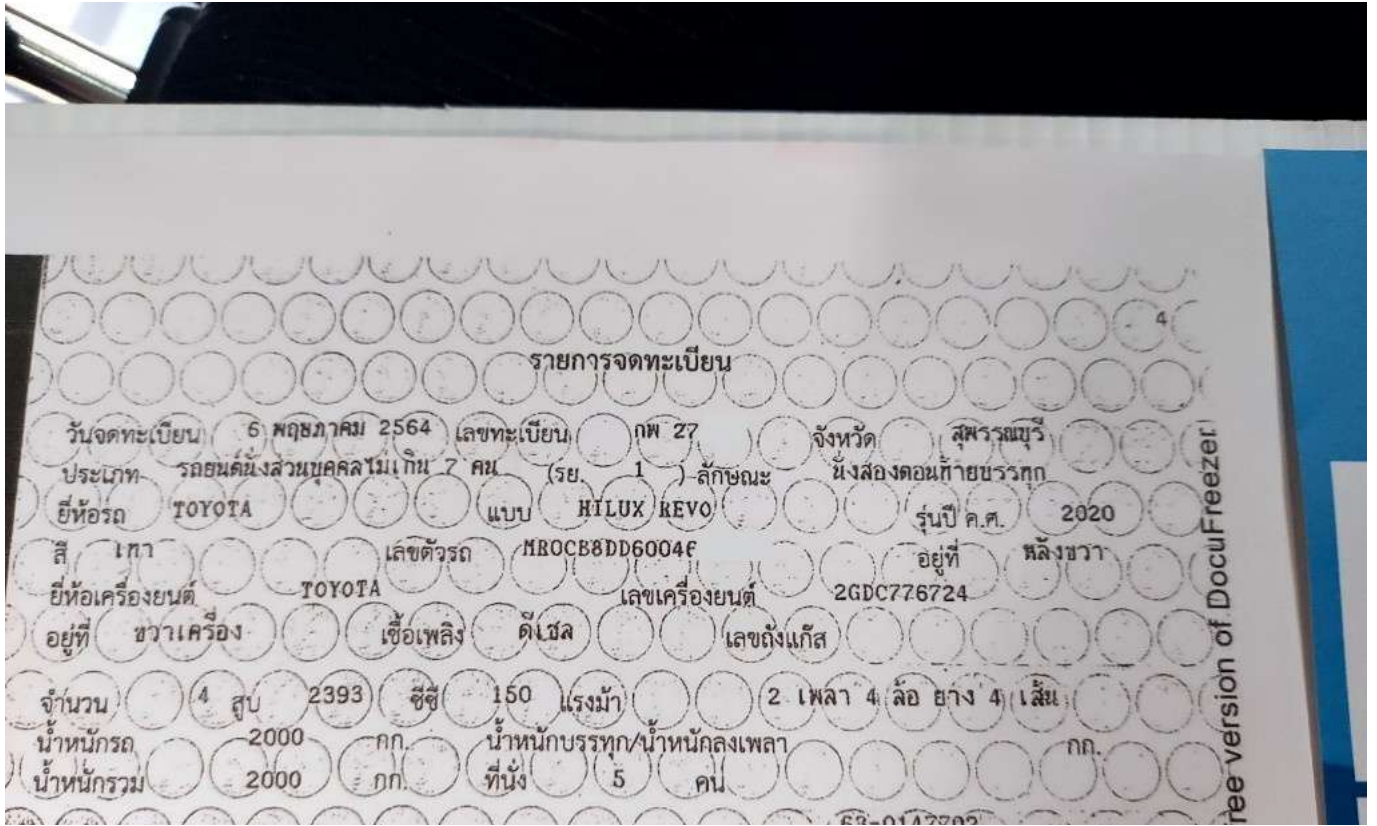 4
รายการจดทะเบียน
วันจดทะเบียน 6 พฤษภาคม 2564 เลขทะเบียน กพ 27 จังหวัด สุพรรณบุรี
ประเภท รถยนต์นั่งส่วนบุคคลไม่เกิน 7 คน (รย. 1 ) ลักษณะ นั่งสองตอนท้ายบรรทุก
ยี่ห้อรถ TOYOTA แบบ HILUX REVO รุ่นปี ค.ศ. 2020
สี เทา เลขตัวรถ MR0CB8DD60046 อยู่ที่ หลังขวา
ยี่ห้อเครื่องยนต์ TOYOTA เลขเครื่องยนต์ 2GDC776724
อยู่ที่ ขวาเครื่อง เชื้อเพลิง ดีเซล เลขถังแก๊ส
จำนวน 4 สูบ 2393 ซีซี 150 แรงม้า 2 เพลา 4 ล้อ ยาง 4 เส้น
น้ำหนักรถ 2000 กก. น้ำหนักบรรทุก/น้ำหนักลงเพลา กก.
น้ำหนักรวม 2000 กก. ที่นั่ง 5 คน
63-0147702
free version of DocuFreezer